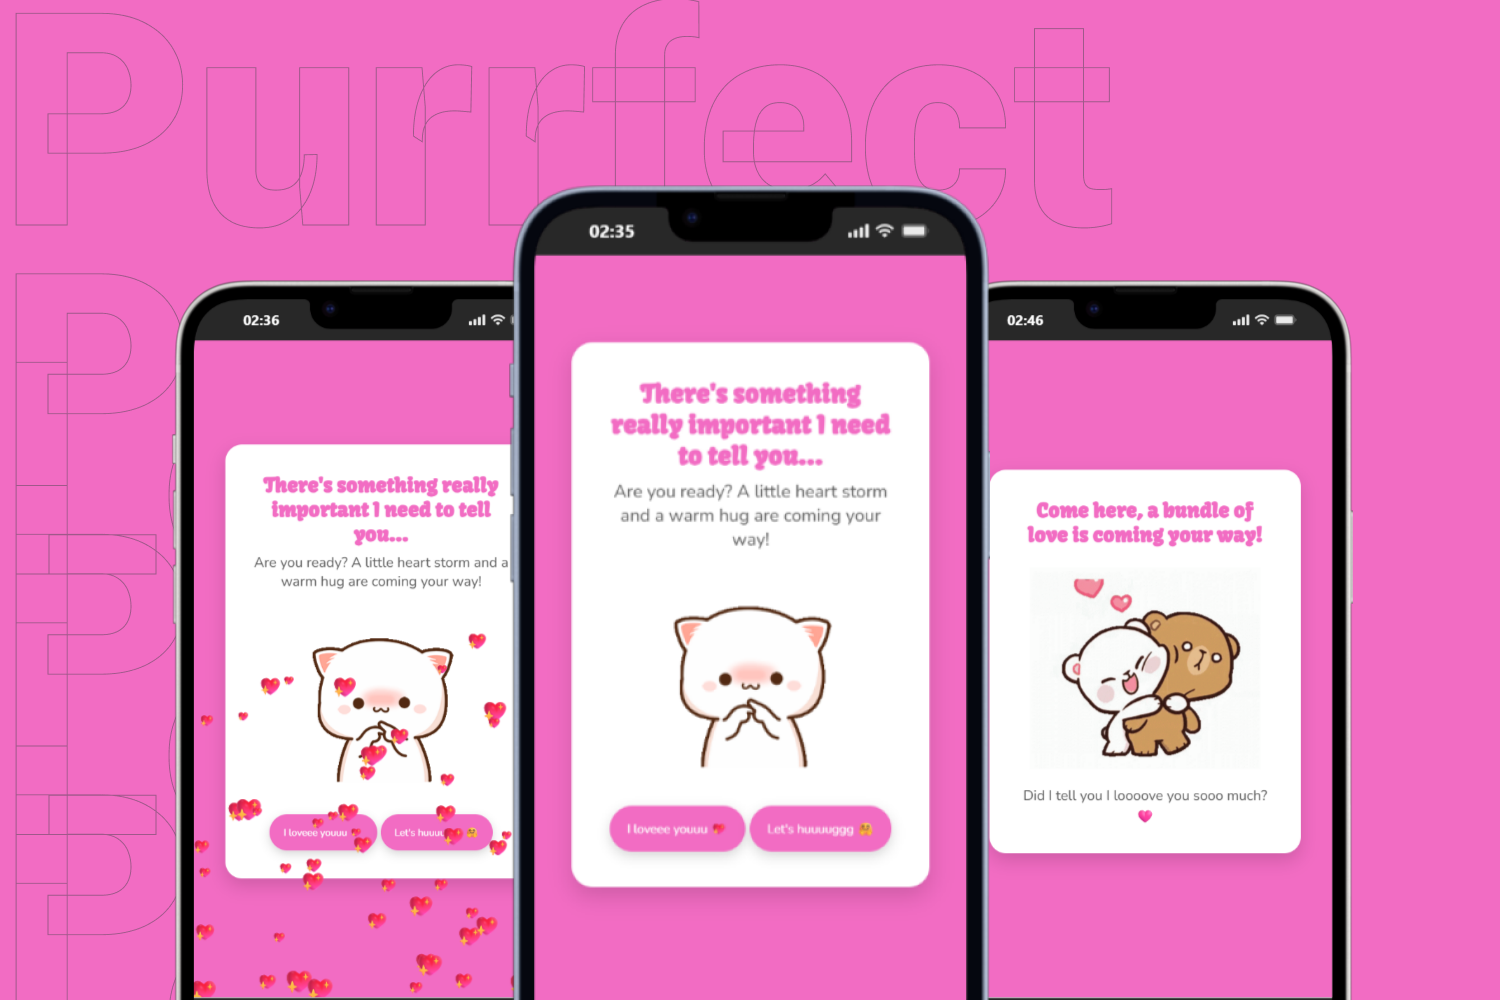 Purrfect
02:36
There's something really
important I need to tell
you...
Are you ready? A little heart storm and a
warm hug are coming your way!
I loveee youuu 💖
Let's huuu
02:35
There's something
really important I need
to tell you...
Are you ready? A little heart storm
and a warm hug are coming your
way!
I loveee youuu 💖
Let's huuuuggg 🤗
02:46
Come here, a bundle of
love is coming your way!
Did I tell you I loooove you sooo much?
💗